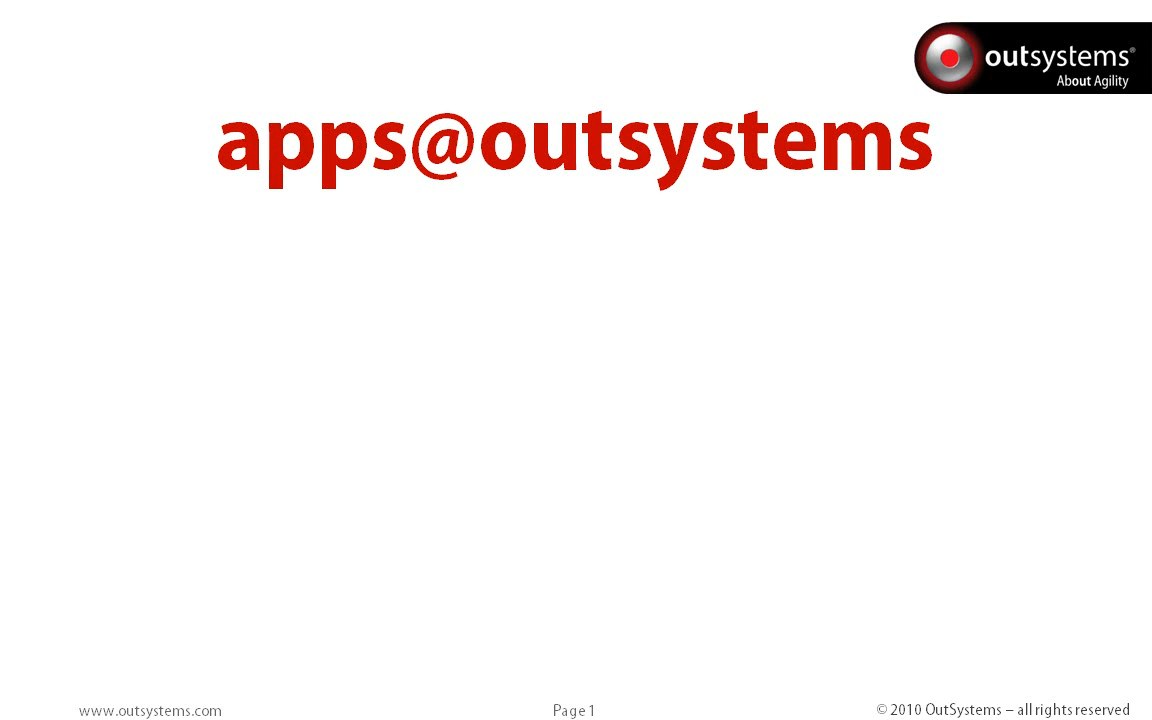 outsystems®
About Agility
apps@outsystems
www.outsystems.com
Page 1
© 2010 OutSystems – all rights reserved